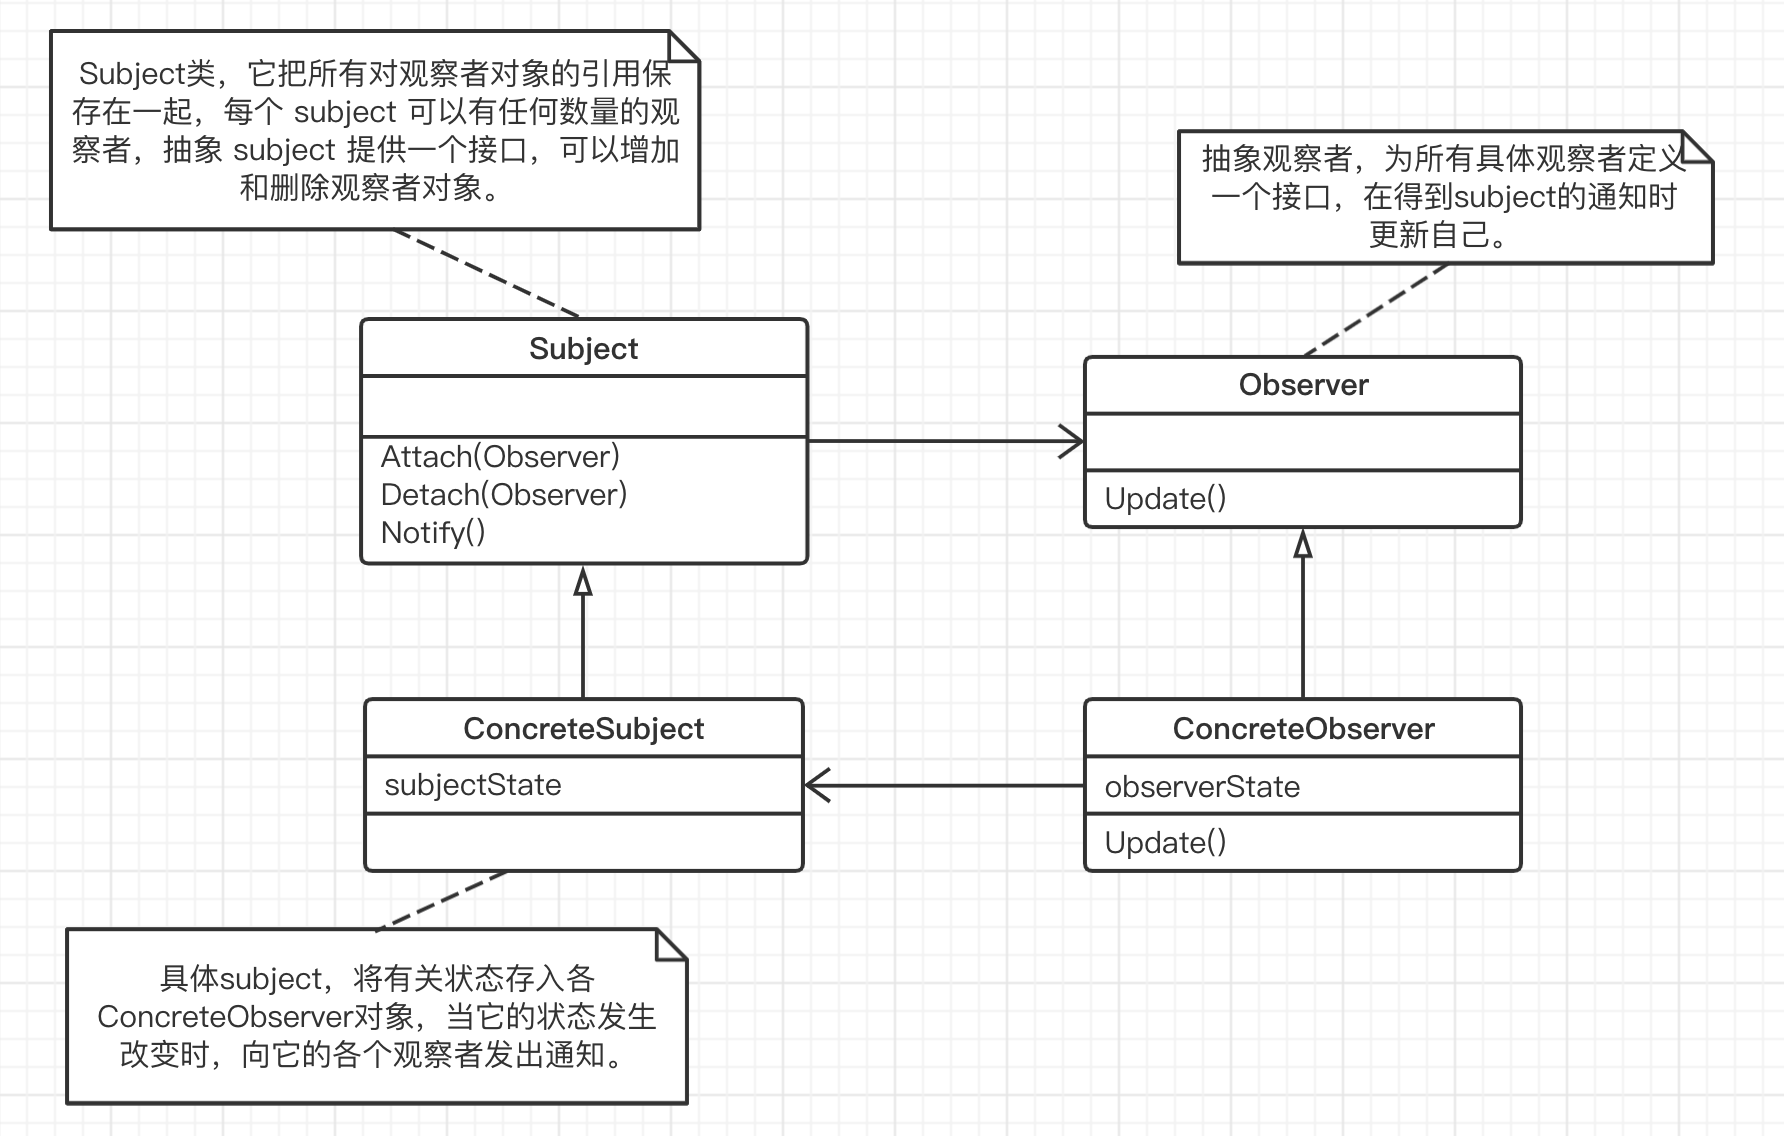 Subject类，它把所有对观察者对象的引用保
存在一起，每个 subject 可以有任何数量的观
察者，抽象 subject 提供一个接口，可以增加
和删除观察者对象。
抽象观察者，为所有具体观察者定义
一个接口，在得到subject的通知时
更新自己。
Subject
Attach(Observer)
Detach(Observer)
Notify()
Observer
Update()
ConcreteSubject
subjectState
ConcreteObserver
observerState
Update()
具体subject，将有关状态存入各
ConcreteObserver对象，当它的状态发生
改变时，向它的各个观察者发出通知。